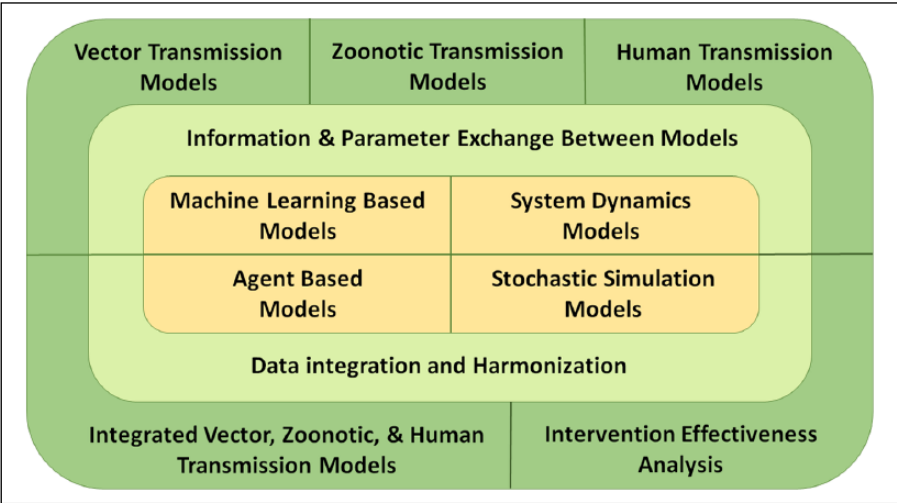 Vector Transmission
Models
Zoonotic Transmission
Models
Human Transmission
Models
Information & Parameter Exchange Between Models
Machine Learning Based
Models
System Dynamics
Models
Agent Based
Models
Stochastic Simulation
Models
Data integration and Harmonization
Integrated Vector, Zoonotic, & Human
Transmission Models
Intervention Effectiveness
Analysis